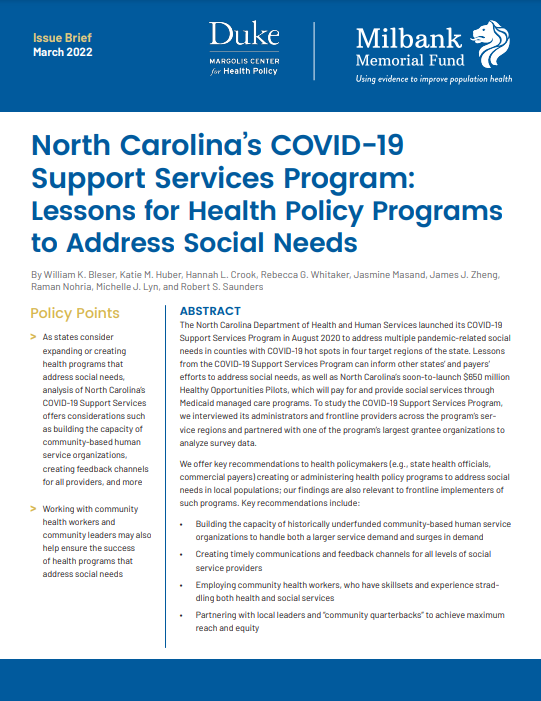 Issue Brief
March 2022
Duke
MARGOLIS CENTER
for Health Policy
Milbank
Memorial Fund
Using evidence to improve population health
North Carolina's COVID-19
Support Services Program:
Lessons for Health Policy Programs
to Address Social Needs
By William K. Bleser, Katie M. Huber, Hannah L. Crook, Rebecca G. Whitaker, Jasmine Masand, James J. Zheng,
Raman Nohria, Michelle J. Lyn, and Robert S. Saunders
Policy Points
> As states consider
expanding or creating
health programs that
address social needs,
analysis of North Carolina's
COVID-19 Support Services
offers considerations such
as building the capacity of
community-based human
service organizations,
creating feedback channels
for all providers, and more
> Working with community
health workers and
community leaders may also
help ensure the success
of health programs that
address social needs
ABSTRACT
The North Carolina Department of Health and Human Services launched its COVID-19
Support Services Program in August 2020 to address multiple pandemic-related social
needs in counties with COVID-19 hot spots in four target regions of the state. Lessons
from the COVID-19 Support Services Program can inform other states' and payers'
efforts to address social needs, as well as North Carolina's soon-to-launch $650 million
Healthy Opportunities Pilots, which will pay for and provide social services through
Medicaid managed care programs. To study the COVID-19 Support Services Program,
we interviewed its administrators and frontline providers across the program's ser-
vice regions and partnered with one of the program's largest grantee organizations to
analyze survey data.
We offer key recommendations to health policymakers (e.g., state health officials,
commercial payers) creating or administering health policy programs to address social
needs in local populations; our findings are also relevant to frontline implementers of
such programs. Key recommendations include:
• Building the capacity of historically underfunded community-based human service
organizations to handle both a larger service demand and surges in demand
• Creating timely communications and feedback channels for all levels of social
service providers
• Employing community health workers, who have skillsets and experience strad-
dling both health and social services
• Partnering with local leaders and "community quarterbacks" to achieve maximum
reach and equity